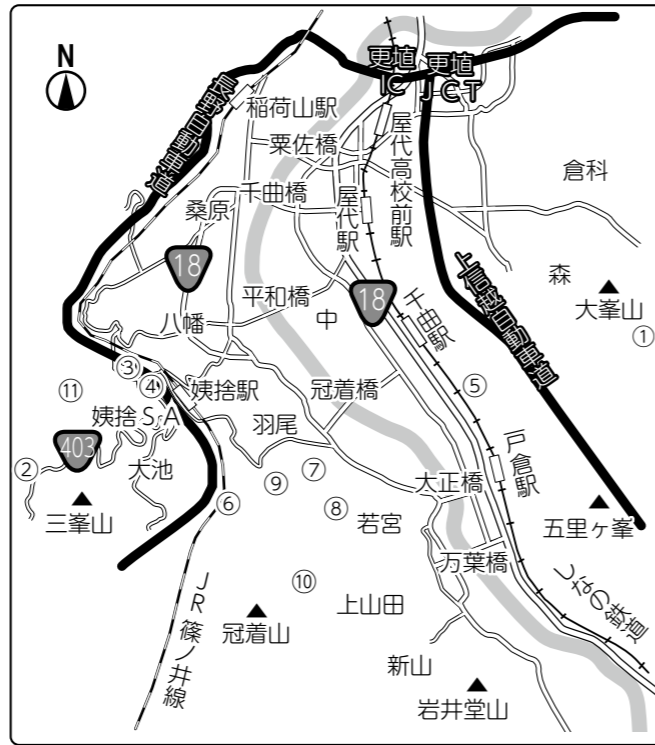 N
更埴
IC
更埴
JCT
長野自動車道
稲荷山駅
粟佐橋
屋代高校前駅
倉科
千曲橋
桑原
屋代駅
森
大峯山
①
18
平和橋
中
18
千曲駅
上信越自動車道
八幡
③
④
姨捨駅
冠着橋
⑤
⑪
姨捨SA
羽尾
戸倉駅
403
②
大池
⑨
⑦
大正橋
三峯山
⑥
⑧
若宮
五里ヶ峯
万葉橋
しなの鉄道
⑩
上山田
JR篠ノ井線
冠着山
新山
岩井堂山